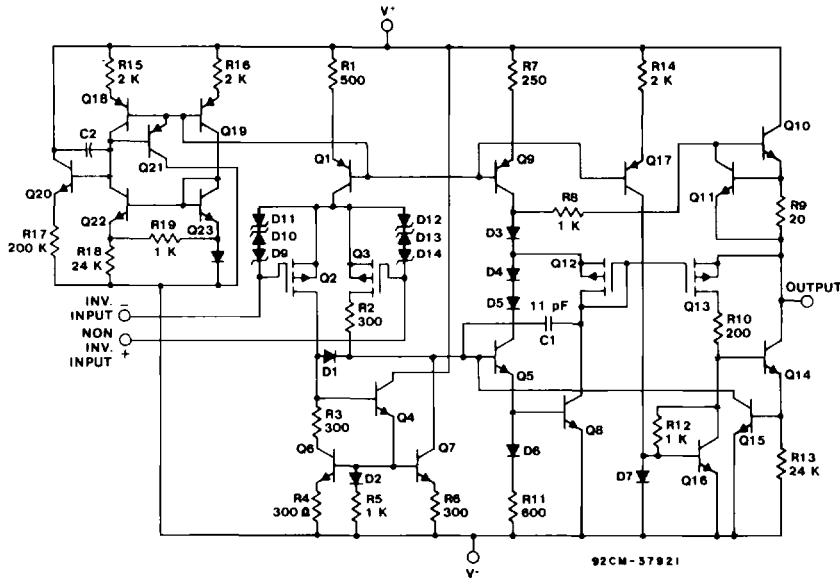 V+
R15
2 K
R16
2 K
R1
500
R7
250
R14
2 K
Q18
Q19
C2
Q21
Q20
Q1
Q9
Q17
Q10
Q11
R8
1 K
R9
20
Q22
R19
1 K
Q23
R17
200 K
R18
24 K
D11
D10
D9
D12
D13
D14
Q2
Q3
D3
D4
D5
Q12
Q13
OUTPUT
INV. −
INPUT
NON
INV. +
INPUT
R2
300
11 pF
C1
R10
200
D1
Q5
Q14
Q4
R3
300
Q6
Q7
Q8
D6
R12
1 K
Q15
D2
D7
Q16
R13
24 K
R4
300 Ω
R5
1 K
R6
300
R11
600
V-
92CM-37921